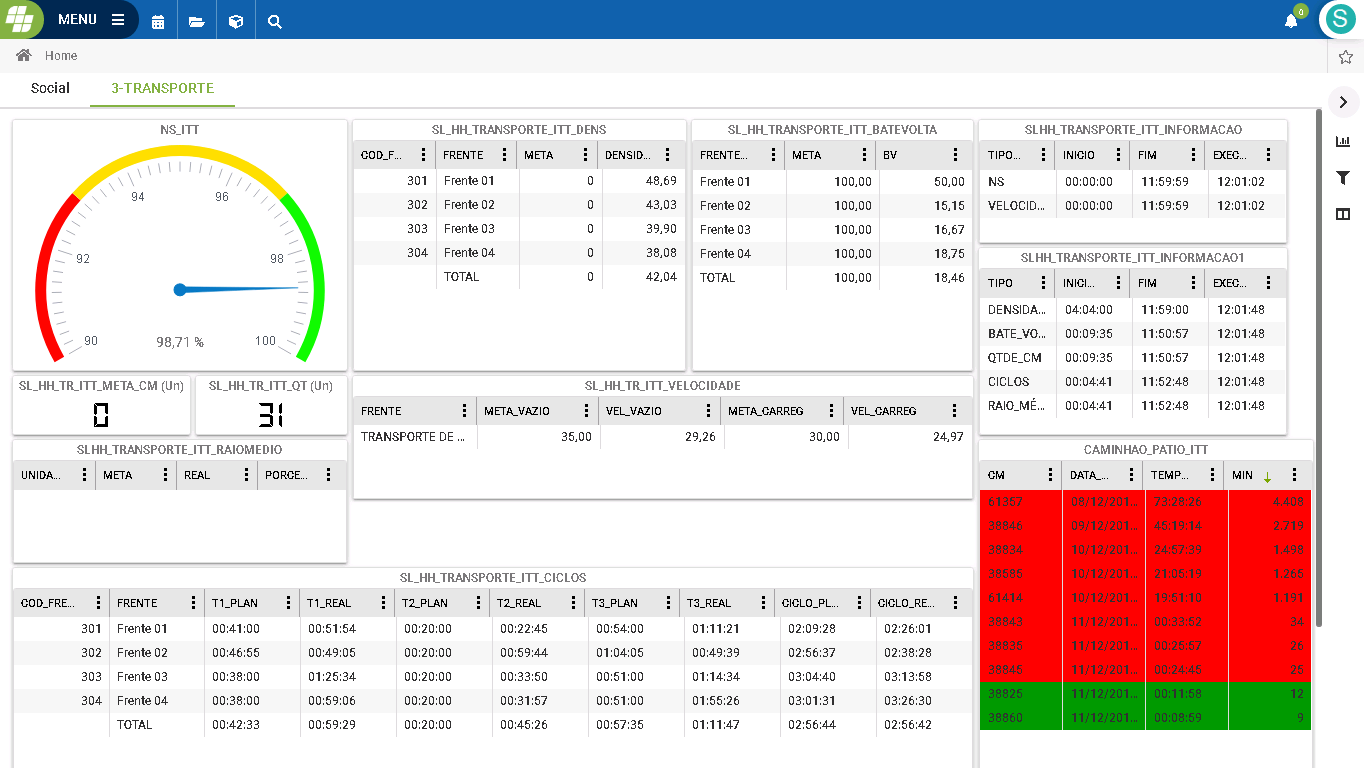 MENU
0
S
Home
Social
3-TRANSPORTE
NS_ITT
90
92
94
96
98
100
98,71 %
SL_HH_TR_ITT_META_CM (Un)
0
SL_HH_TR_ITT_QT (Un)
31
SLHH_TRANSPORTE_ITT_RAIOMEDIO
UNIDA... META REAL PORCE...
SL_HH_TRANSPORTE_ITT_DENS
COD_F... FRENTE META DENSID...
301 Frente 01 0 48,69
302 Frente 02 0 43,03
303 Frente 03 0 39,90
304 Frente 04 0 38,08
TOTAL 0 42,04
SL_HH_TRANSPORTE_ITT_BATEVOLTA
FRENTE... META BV
Frente 01 100,00 50,00
Frente 02 100,00 15,15
Frente 03 100,00 16,67
Frente 04 100,00 18,75
TOTAL 100,00 18,46
SL_HH_TR_ITT_VELOCIDADE
FRENTE META_VAZIO VEL_VAZIO META_CARREG VEL_CARREG
TRANSPORTE DE ... 35,00 29,26 30,00 24,97
SLHH_TRANSPORTE_ITT_INFORMACAO
TIPO... INICIO FIM EXEC...
NS 00:00:00 11:59:59 12:01:02
VELOCID... 00:00:00 11:59:59 12:01:02
SLHH_TRANSPORTE_ITT_INFORMACAO1
TIPO INICI... FIM EXEC...
DENSIDA... 04:04:00 11:59:00 12:01:48
BATE_VO... 00:09:35 11:50:57 12:01:48
QTDE_CM 00:09:35 11:50:57 12:01:48
CICLOS 00:04:41 11:52:48 12:01:48
RAIO_MÉ... 00:04:41 11:52:48 12:01:48
SL_HH_TRANSPORTE_ITT_CICLOS
COD_FRE... FRENTE T1_PLAN T1_REAL T2_PLAN T2_REAL T3_PLAN T3_REAL CICLO_PL... CICLO_RE...
301 Frente 01 00:41:00 00:51:54 00:20:00 00:22:45 00:54:00 01:11:21 02:09:28 02:26:01
302 Frente 02 00:46:55 00:49:05 00:20:00 00:59:44 01:04:05 00:49:39 02:56:37 02:38:28
303 Frente 03 00:38:00 01:25:34 00:20:00 00:33:50 00:51:00 01:14:34 03:04:40 03:13:58
304 Frente 04 00:38:00 00:59:06 00:20:00 00:31:57 00:51:00 01:55:26 03:01:31 03:26:30
TOTAL 00:42:33 00:59:29 00:20:00 00:45:26 00:57:35 01:11:47 02:56:44 02:56:42
CAMINHAO_PATIO_ITT
CM DATA_... TEMP... MIN
61357 08/12/201... 73:28:26 4.408
38846 09/12/201... 45:19:14 2.719
38834 10/12/201... 24:57:39 1.498
38585 10/12/201... 21:05:19 1.265
61414 10/12/201... 19:51:10 1.191
38843 11/12/201... 00:33:52 34
38835 11/12/201... 00:25:57 26
38845 11/12/201... 00:24:45 25
38825 11/12/201... 00:11:58 12
38860 11/12/201... 00:08:59 9